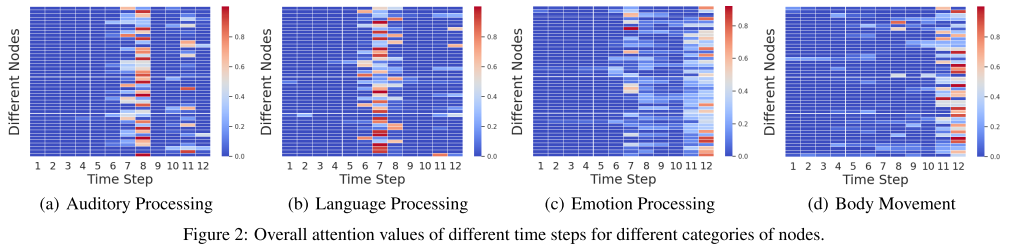 Different Nodes
0.8
0.6
0.4
0.2
0.0
1 2 3 4 5 6 7 8 9 10 11 12
Time Step
(a) Auditory Processing
Different Nodes
0.8
0.6
0.4
0.2
0.0
1 2 3 4 5 6 7 8 9 10 11 12
Time Step
(b) Language Processing
Different Nodes
0.8
0.6
0.4
0.2
0.0
1 2 3 4 5 6 7 8 9 10 11 12
Time Step
(c) Emotion Processing
Different Nodes
0.8
0.6
0.4
0.2
0.0
1 2 3 4 5 6 7 8 9 10 11 12
Time Step
(d) Body Movement
Figure 2: Overall attention values of different time steps for different categories of nodes.